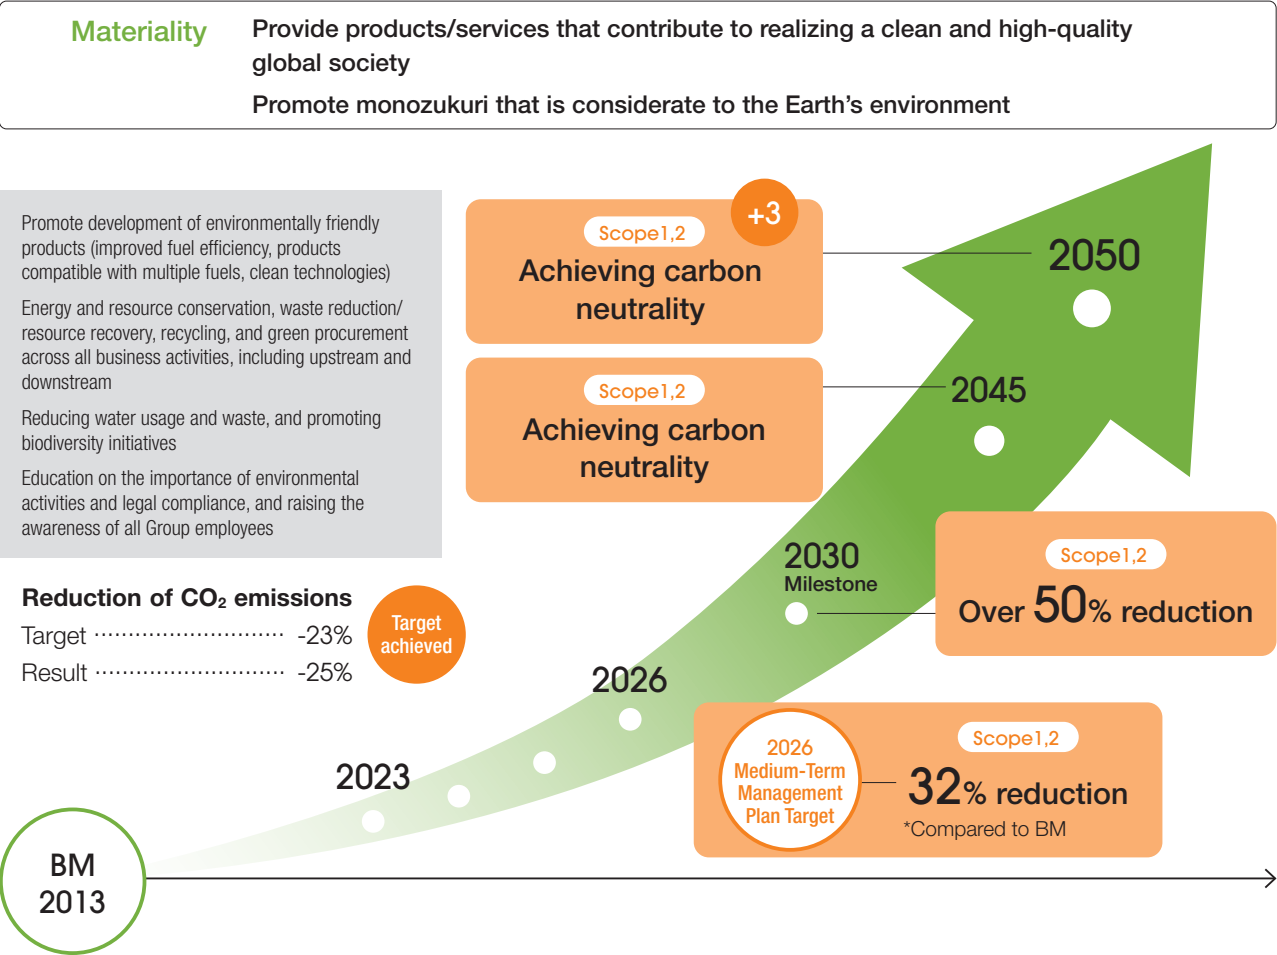 Materiality
Provide products/services that contribute to realizing a clean and high-quality
global society
Promote monozukuri that is considerate to the Earth's environment
Promote development of environmentally friendly
products (improved fuel efficiency, products
compatible with multiple fuels, clean technologies)
Energy and resource conservation, waste reduction/
resource recovery, recycling, and green procurement
across all business activities, including upstream and
downstream
Reducing water usage and waste, and promoting
biodiversity initiatives
Education on the importance of environmental
activities and legal compliance, and raising the
awareness of all Group employees
+3
Scope1,2
Achieving carbon
neutrality
2050
Scope1,2
Achieving carbon
neutrality
2045
2030
Milestone
Scope1,2
Over 50% reduction
Reduction of CO₂ emissions
Target ............................ -23%
Result ............................ -25%
Target
achieved
2026
2026
Medium-Term
Management
Plan Target
Scope1,2
32% reduction
*Compared to BM
2023
BM
2013